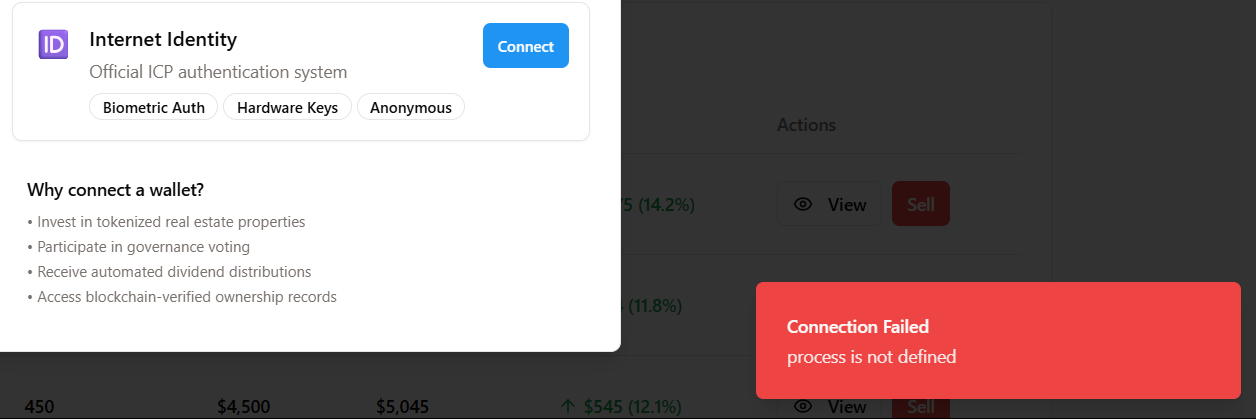 ID
Internet Identity
Connect
Official ICP authentication system
Biometric Auth Hardware Keys Anonymous
Why connect a wallet?
• Invest in tokenized real estate properties
• Participate in governance voting
• Receive automated dividend distributions
• Access blockchain-verified ownership records
Actions
(14.2%) View Sell
(11.8%)
Connection Failed
process is not defined
450 $4,500 $5,045 ↑ $545 (12.1%) View Sell